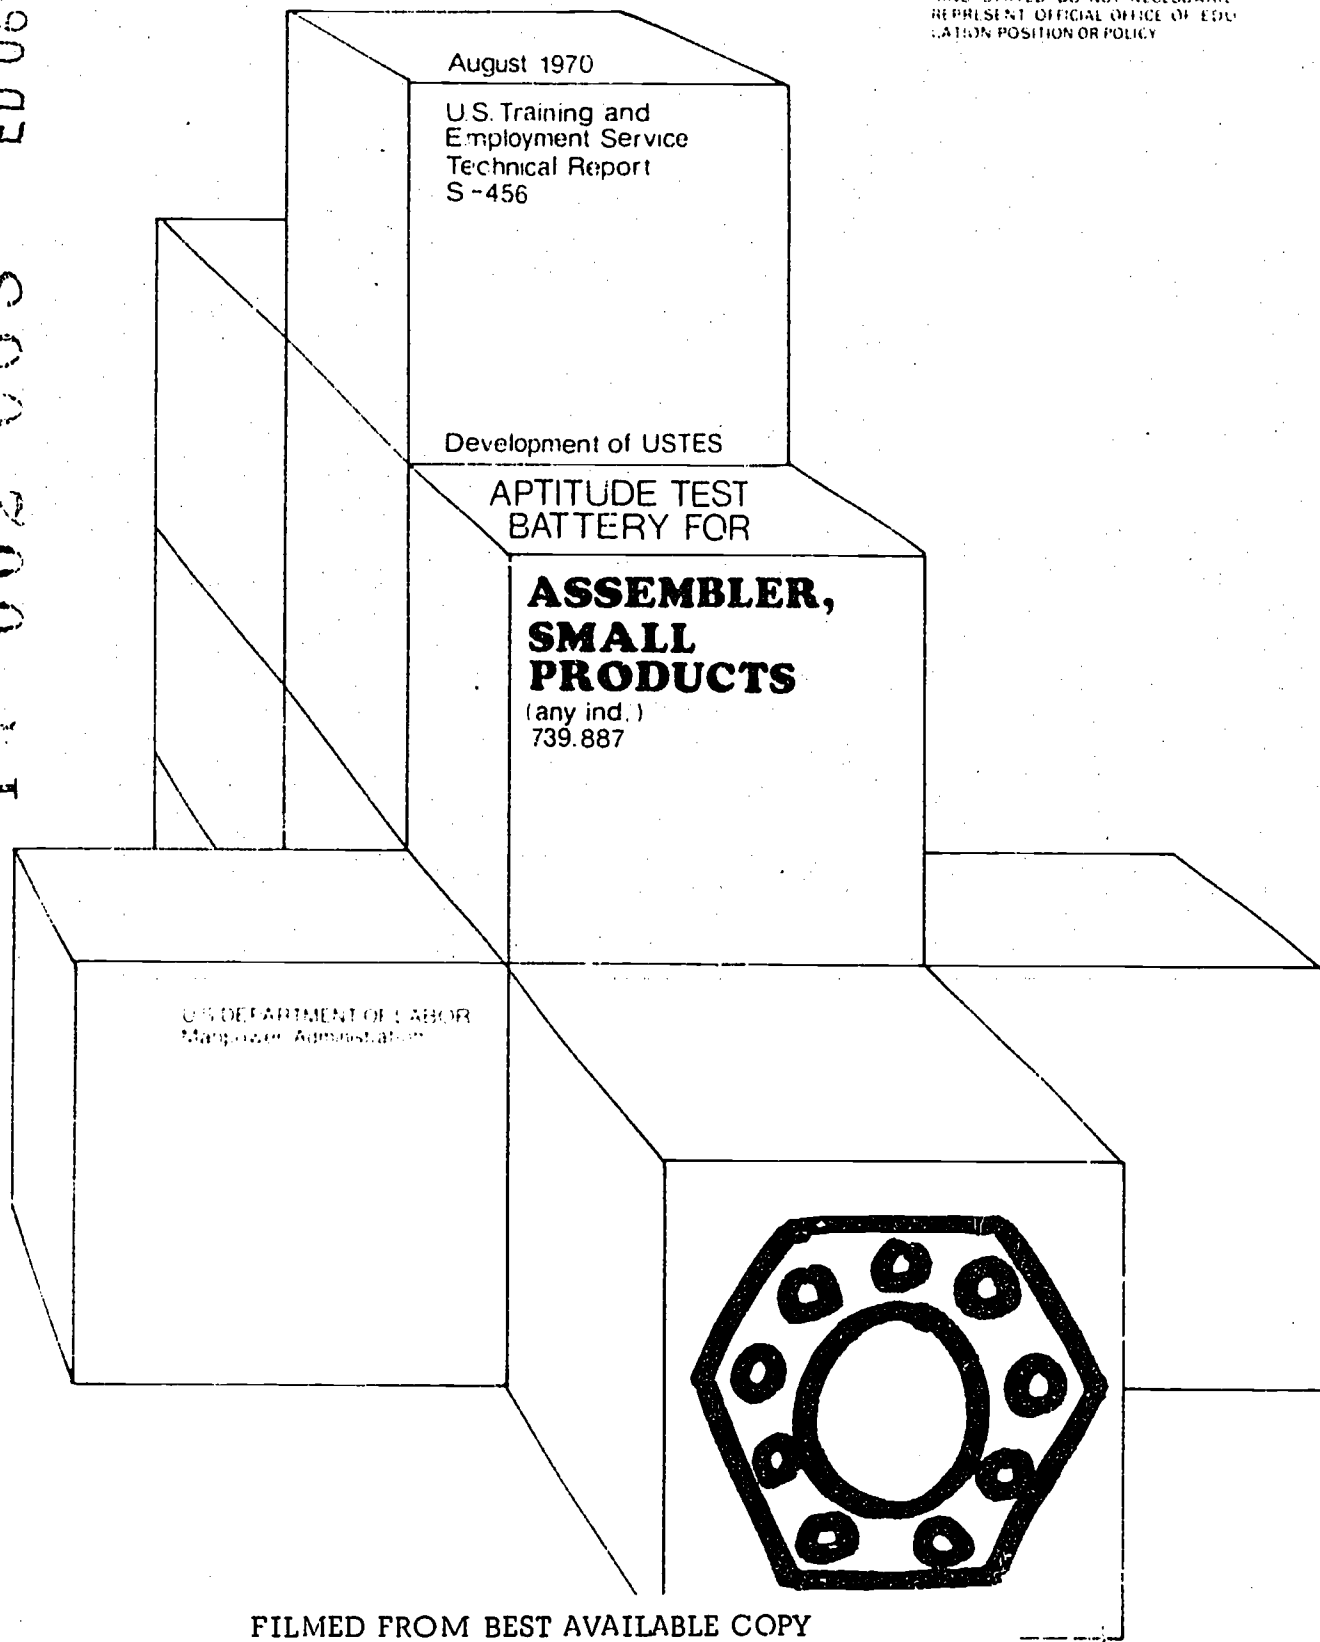 REPRESENT OFFICIAL OFFICE OF EDU
CATION POSITION OR POLICY
August 1970
U.S. Training and
Employment Service
Technical Report
S-456
Development of USTES
APTITUDE TEST
BATTERY FOR
ASSEMBLER,
SMALL
PRODUCTS
(any ind.)
739.887
U.S. DEPARTMENT OF LABOR
Manpower Administration
FILMED FROM BEST AVAILABLE COPY